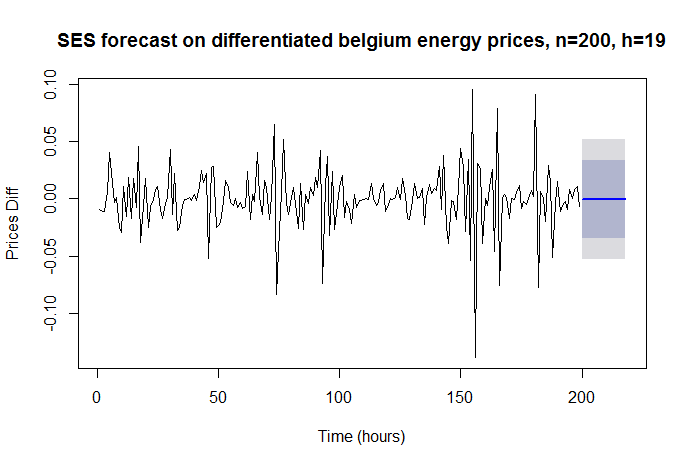 SES forecast on differentiated belgium energy prices, n=200, h=19
0.10
0.05
0.00
-0.05
-0.10
Prices Diff
0 50 100 150 200
Time (hours)